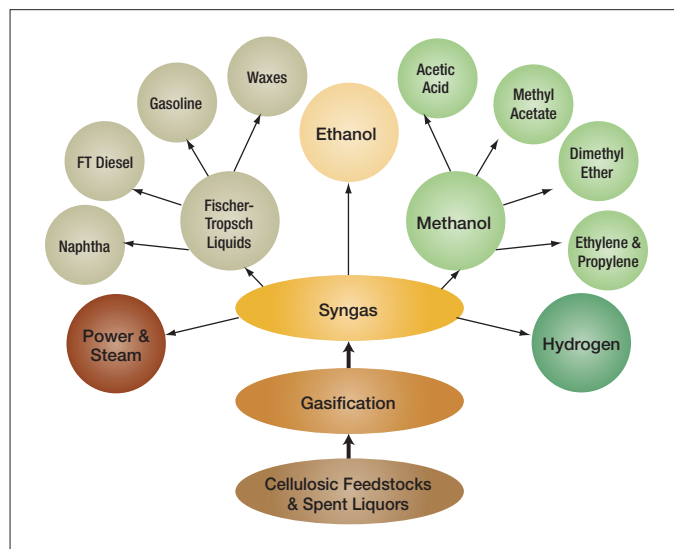 Waxes
Acetic
Acid
Gasoline
Methyl
Acetate
Ethanol
FT Diesel
Dimethyl
Ether
Fischer-
Tropsch
Liquids
Methanol
Naphtha
Ethylene &
Propylene
Syngas
Power &
Steam
Hydrogen
Gasification
Cellulosic Feedstocks
& Spent Liquors